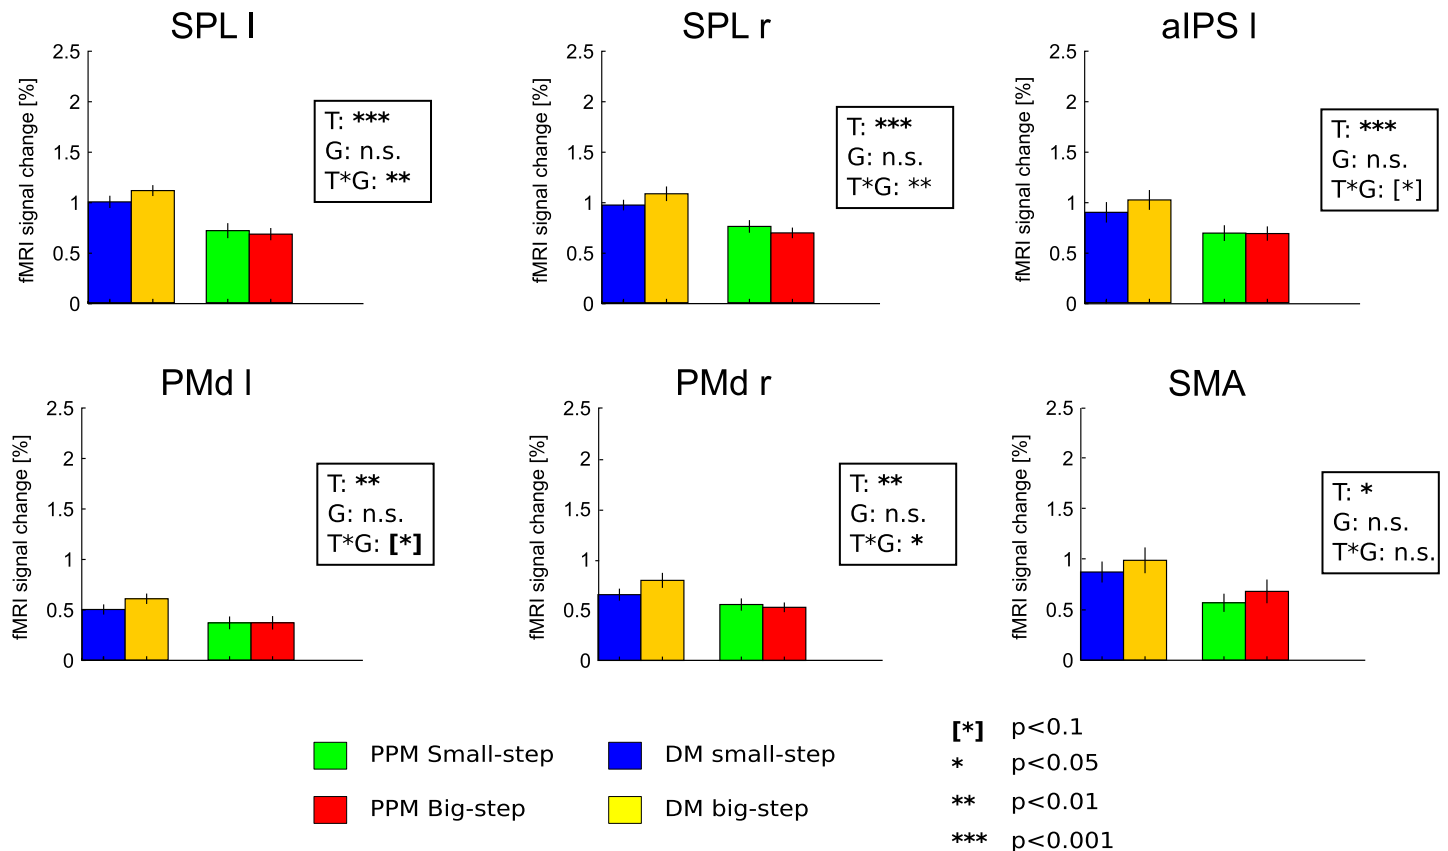 SPL l
fMRI signal change [%]
2.5
2
1.5
1
0.5
0
T: ***
G: n.s.
T*G: **
SPL r
fMRI signal change [%]
2.5
2
1.5
1
0.5
0
T: ***
G: n.s.
T*G: **
aIPS l
fMRI signal change [%]
2.5
2
1.5
1
0.5
0
T: ***
G: n.s.
T*G: [*]
PMd l
fMRI signal change [%]
2.5
2
1.5
1
0.5
0
T: **
G: n.s.
T*G: [*]
PMd r
fMRI signal change [%]
2.5
2
1.5
1
0.5
0
T: **
G: n.s.
T*G: *
SMA
fMRI signal change [%]
2.5
2
1.5
1
0.5
0
T: *
G: n.s.
T*G: n.s.
PPM Small-step
DM small-step
PPM Big-step
DM big-step
[*] p<0.1
* p<0.05
** p<0.01
*** p<0.001